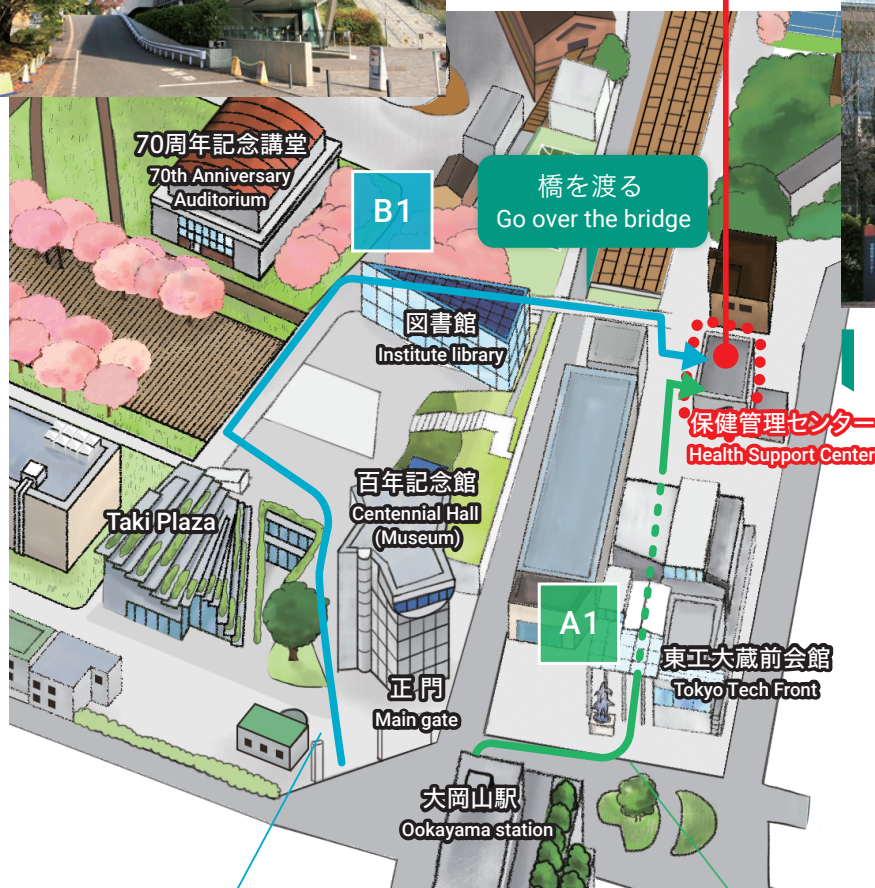 70周年記念講堂
70th Anniversary
Auditorium
B1
橋を渡る
Go over the bridge
図書館
Institute library
保健管理センター
Health Support Center
百年記念館
Centennial Hall
(Museum)
Taki Plaza
A1
東工大蔵前会館
Tokyo Tech Front
正門
Main gate
大岡山駅
Ookayama station